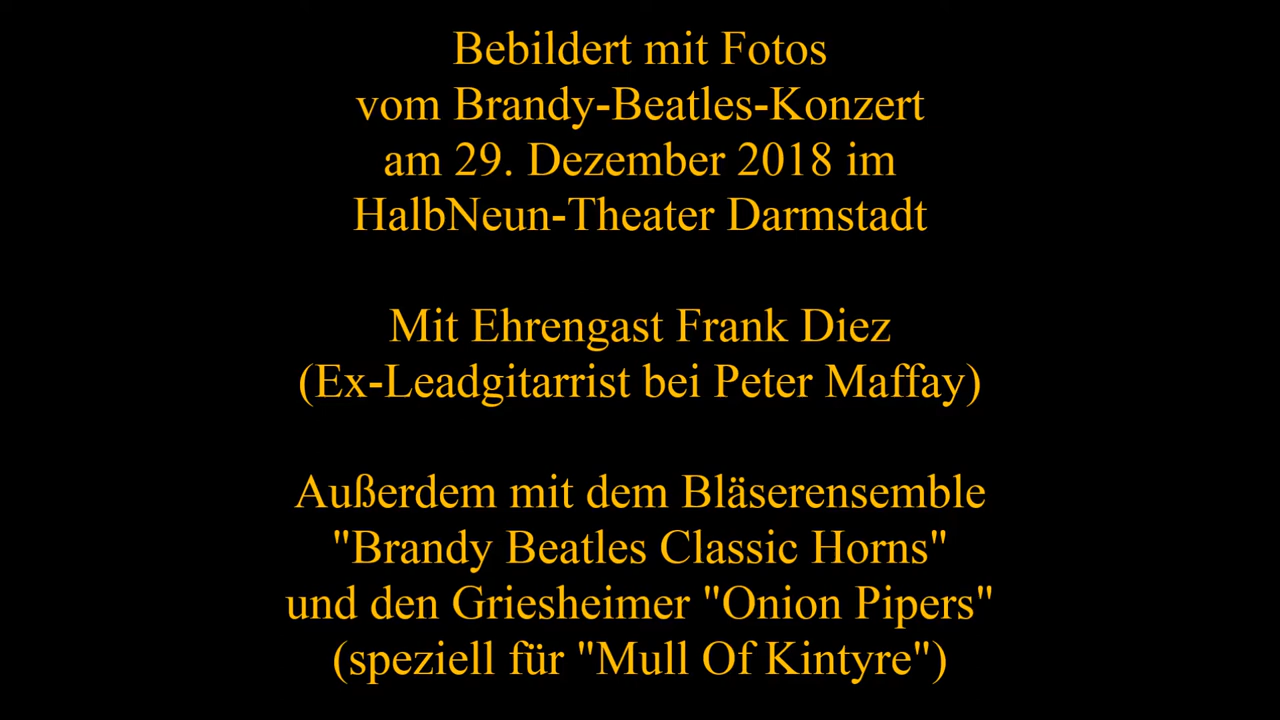 Bebildert mit Fotos
vom Brandy-Beatles-Konzert
am 29. Dezember 2018 im
HalbNeun-Theater Darmstadt
Mit Ehrengast Frank Diez
(Ex-Leadgitarrist bei Peter Maffay)
Außerdem mit dem Bläserensemble
"Brandy Beatles Classic Horns"
und den Griesheimer "Onion Pipers"
(speziell für "Mull Of Kintyre")